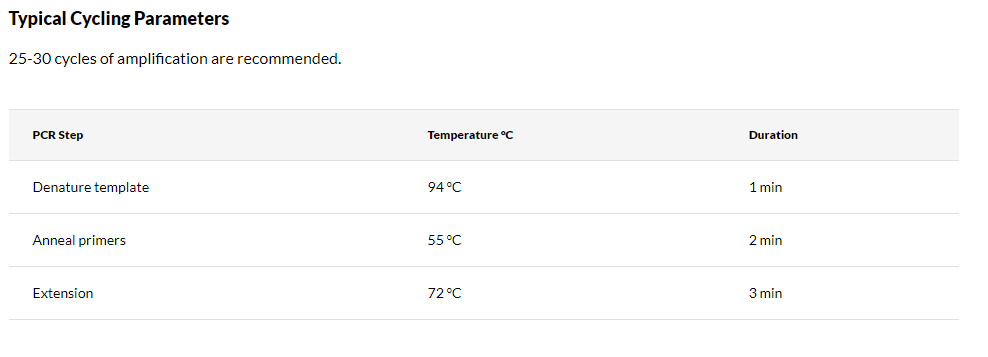 Typical Cycling Parameters
25-30 cycles of amplification are recommended.
PCR Step Temperature °C Duration
Denature template 94 °C 1 min
Anneal primers 55 °C 2 min
Extension 72 °C 3 min